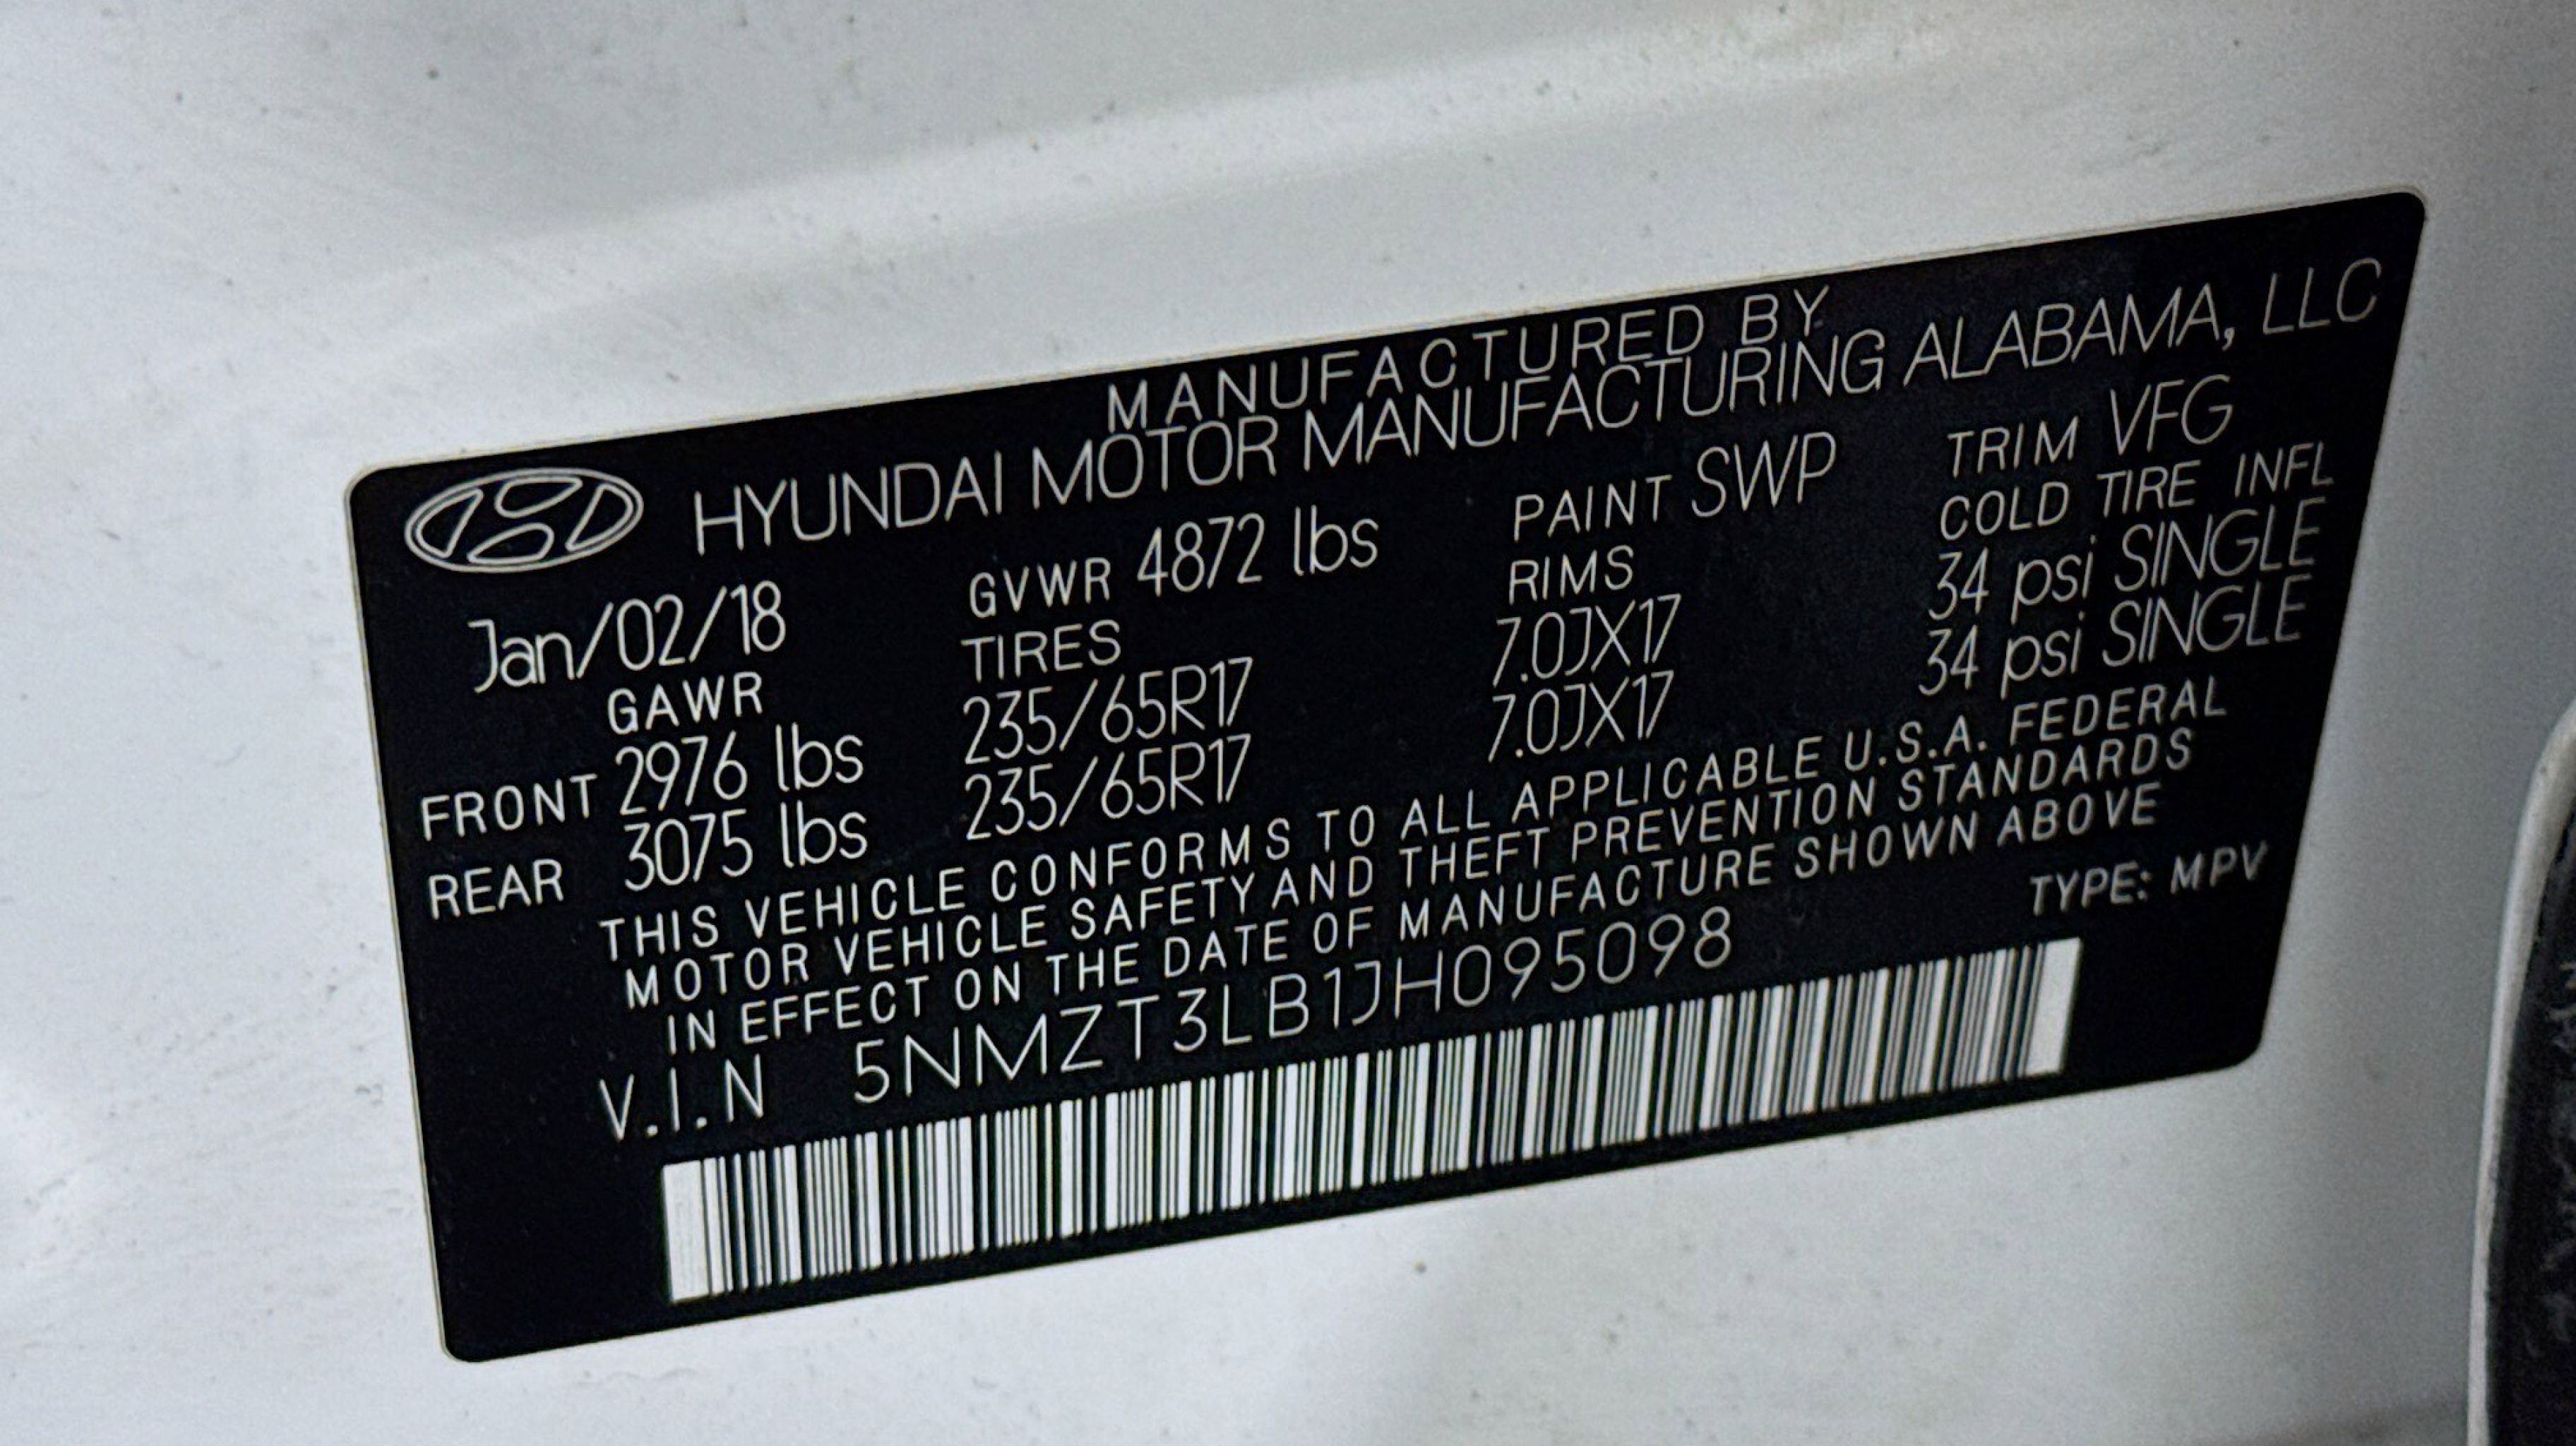 MANUFACTURED BY
HYUNDAI MOTOR MANUFACTURING ALABAMA, LLC
Jan/02/18 GVWR 4872 lbs PAINT SWP TRIM VFG
GAWR TIRES RIMS COLD TIRE INFL
FRONT 2976 lbs 235/65R17 7.0JX17 34 psi SINGLE
REAR 3075 lbs 235/65R17 7.0JX17 34 psi SINGLE
THIS VEHICLE CONFORMS TO ALL APPLICABLE U.S.A. FEDERAL
MOTOR VEHICLE SAFETY AND THEFT PREVENTION STANDARDS
IN EFFECT ON THE DATE OF MANUFACTURE SHOWN ABOVE
V.I.N 5NMZT3LB1JH095098 TYPE: MPV